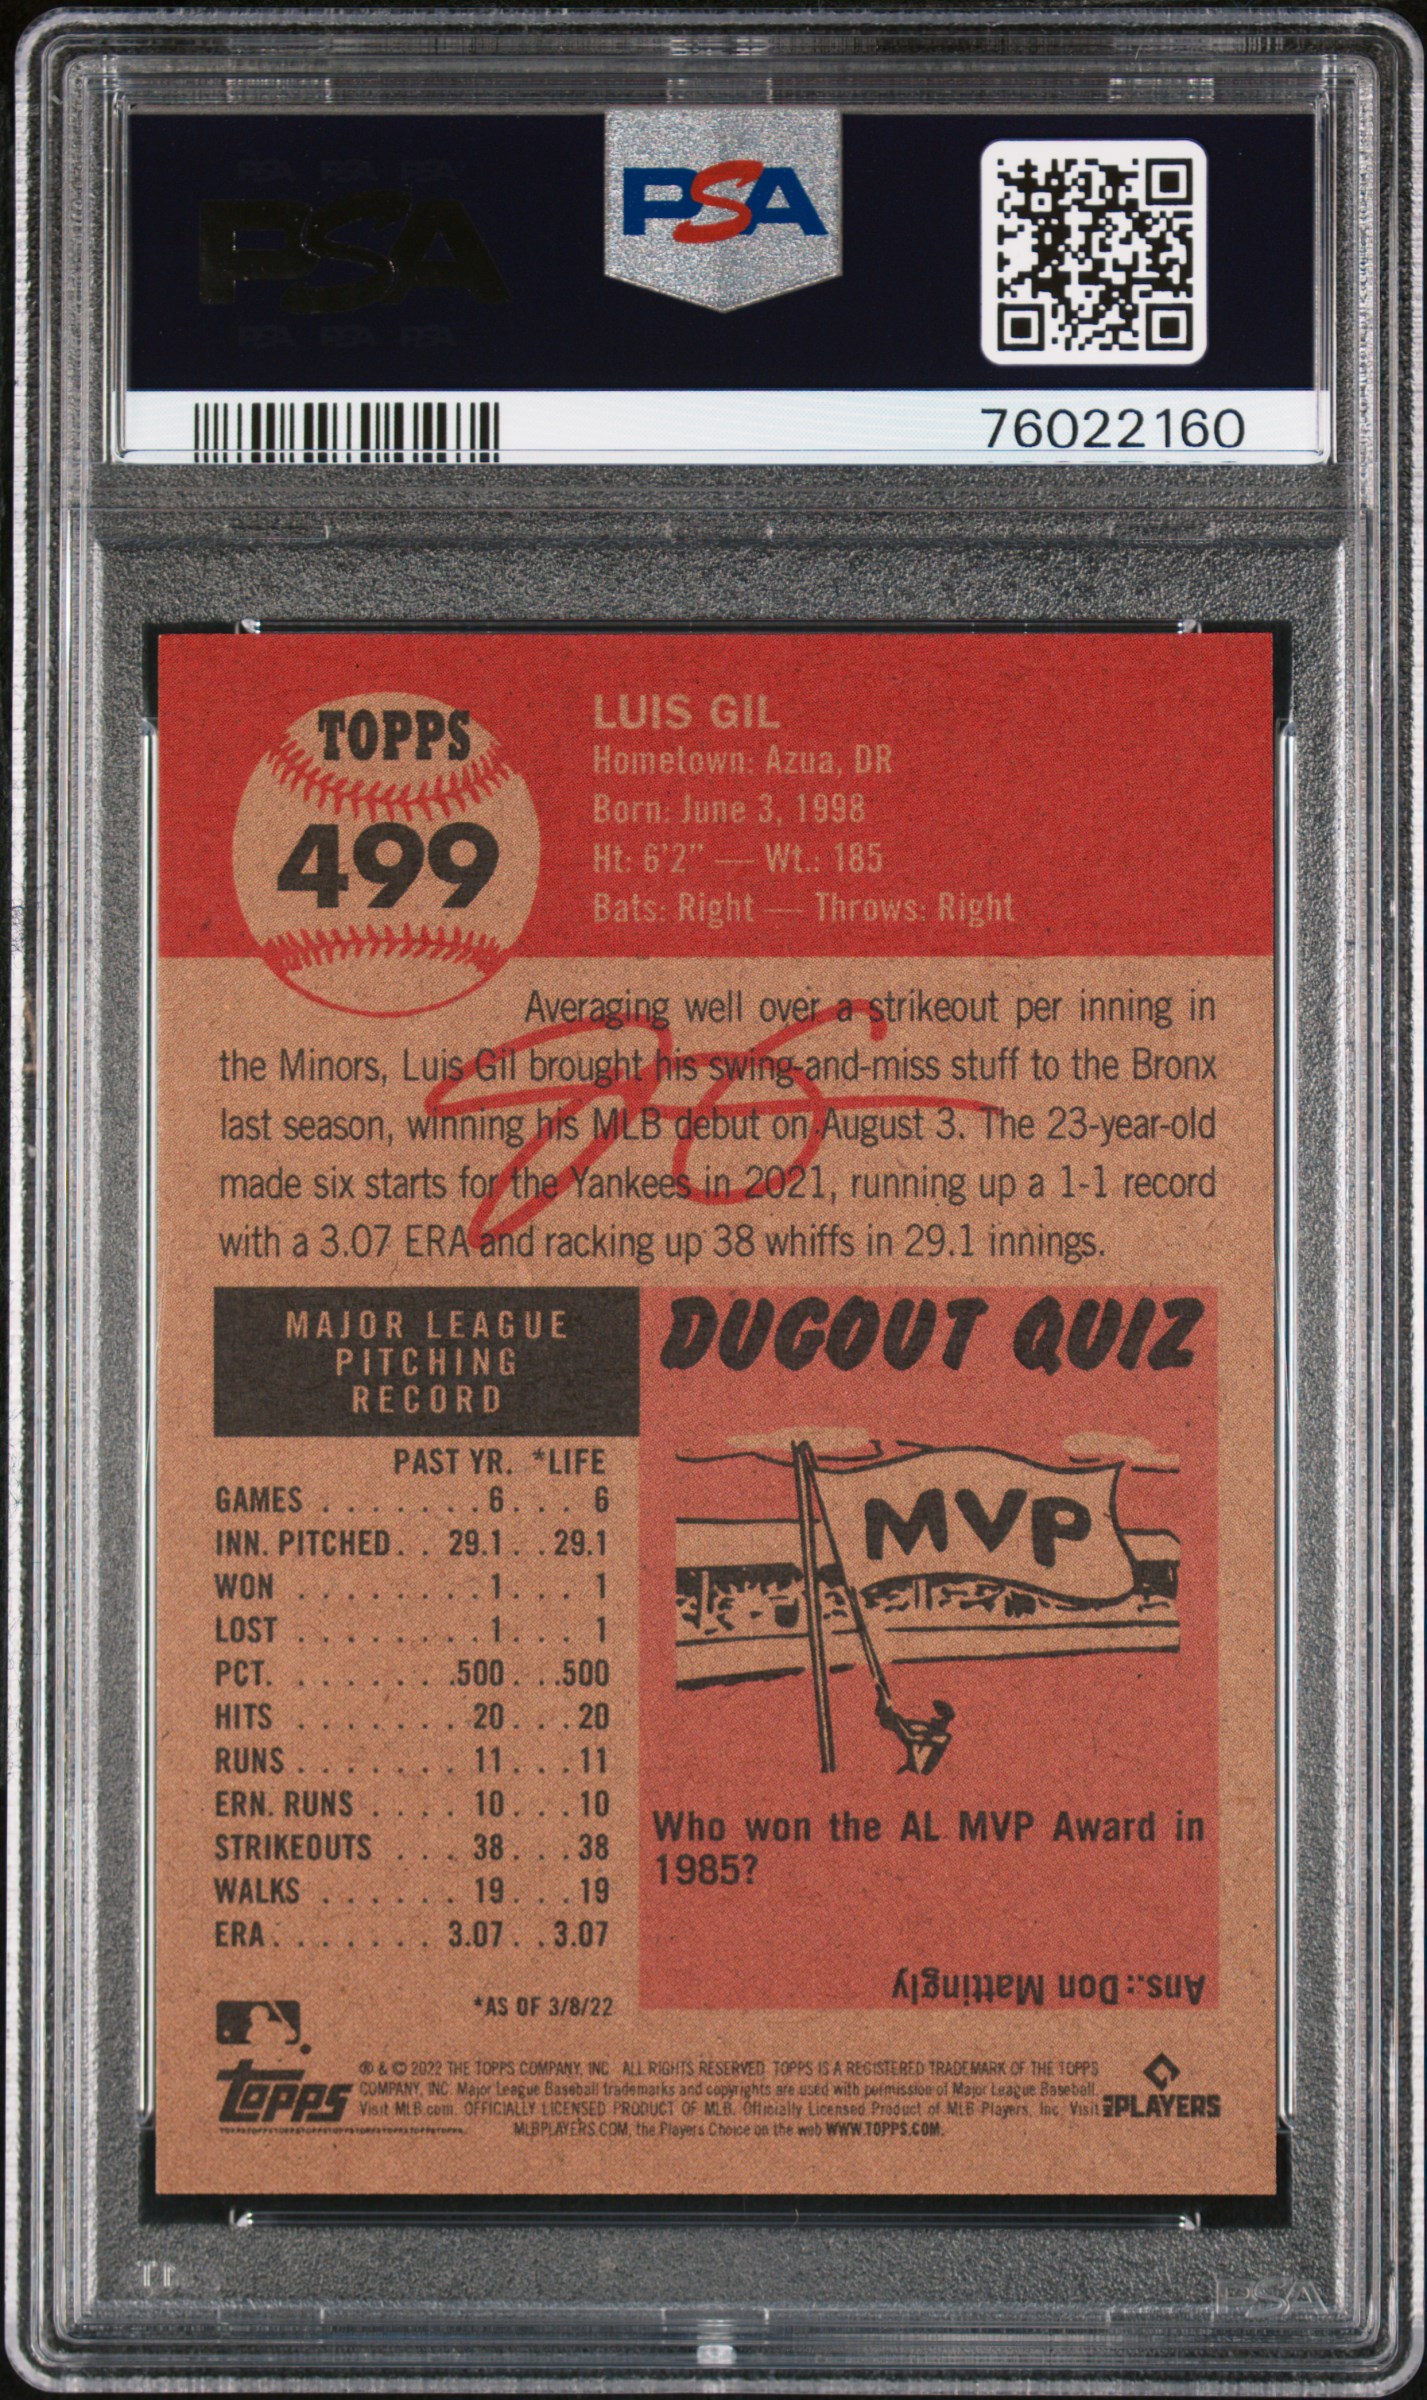 PSA PSA PSA
PSA
PSA
PSA PSA PSA
76022160
TOPPS
499
LUIS GIL
Hometown: Azua, DR
Born: June 3, 1998
Ht: 6'2" — Wt.: 185
Bats: Right — Throws: Right
Averaging well over a strikeout per inning in
the Minors, Luis Gil brought his swing-and-miss stuff to the Bronx
last season, winning his MLB debut on August 3. The 23-year-old
made six starts for the Yankees in 2021, running up a 1-1 record
with a 3.07 ERA and racking up 38 whiffs in 29.1 innings.
MAJOR LEAGUE
PITCHING
RECORD
PAST YR. *LIFE
GAMES . . . . . . . 6. . . 6
INN. PITCHED. . 29.1. . .29.1
WON . . . . . . . . 1. . . 1
LOST . . . . . . . . 1. . . 1
PCT. . . . . . . . .500. . .500
HITS . . . . . . . 20. . .20
RUNS. . . . . . . 11. . .11
ERN. RUNS . . . . 10. . .10
STRIKEOUTS . . . 38. . .38
WALKS . . . . . . 19. . .19
ERA. . . . . . . 3.07. . .3.07
*AS OF 3/8/22
DUGOUT QUIZ
MVP
Who won the AL MVP Award in
1985?
Ans.: Don Mattingly
topps
® & © 2022 THE TOPPS COMPANY, INC. ALL RIGHTS RESERVED. TOPPS IS A REGISTERED TRADEMARK OF THE TOPPS
COMPANY, INC. Major League Baseball trademarks and copyrights are used with permission of Major League Baseball.
Visit MLB.com. OFFICIALLY LICENSED PRODUCT OF MLB. Officially Licensed Product of MLB Players, Inc. Visit
MLBPLAYERS.COM, the Players Choice on the web WWW.TOPPS.COM.
MLBPLAYERS
PSA